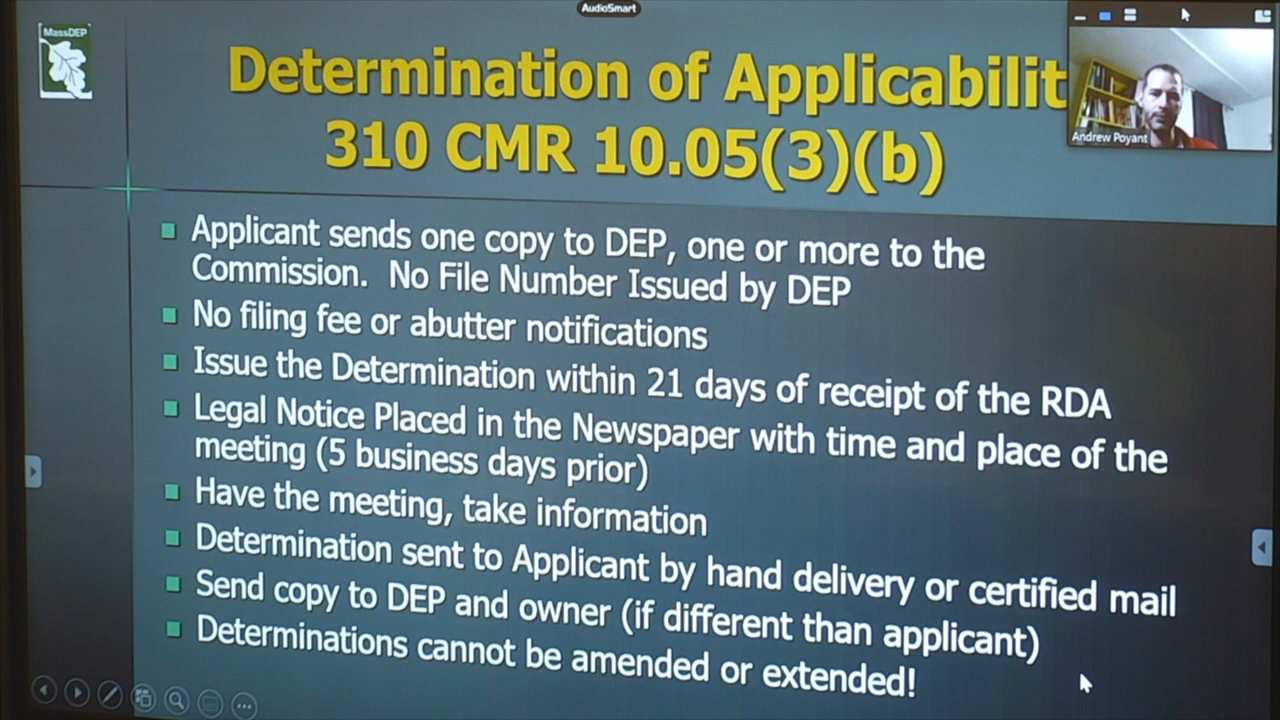 AudioSmart
MassDEP
Determination of Applicabilit
310 CMR 10.05(3)(b)
Andrew Poyant
Applicant sends one copy to DEP, one or more to the
Commission. No File Number Issued by DEP
No filing fee or abutter notifications
Issue the Determination within 21 days of receipt of the RDA
Legal Notice Placed in the Newspaper with time and place of the
meeting (5 business days prior)
Have the meeting, take information
Determination sent to Applicant by hand delivery or certified mail
Send copy to DEP and owner (if different than applicant)
Determinations cannot be amended or extended!